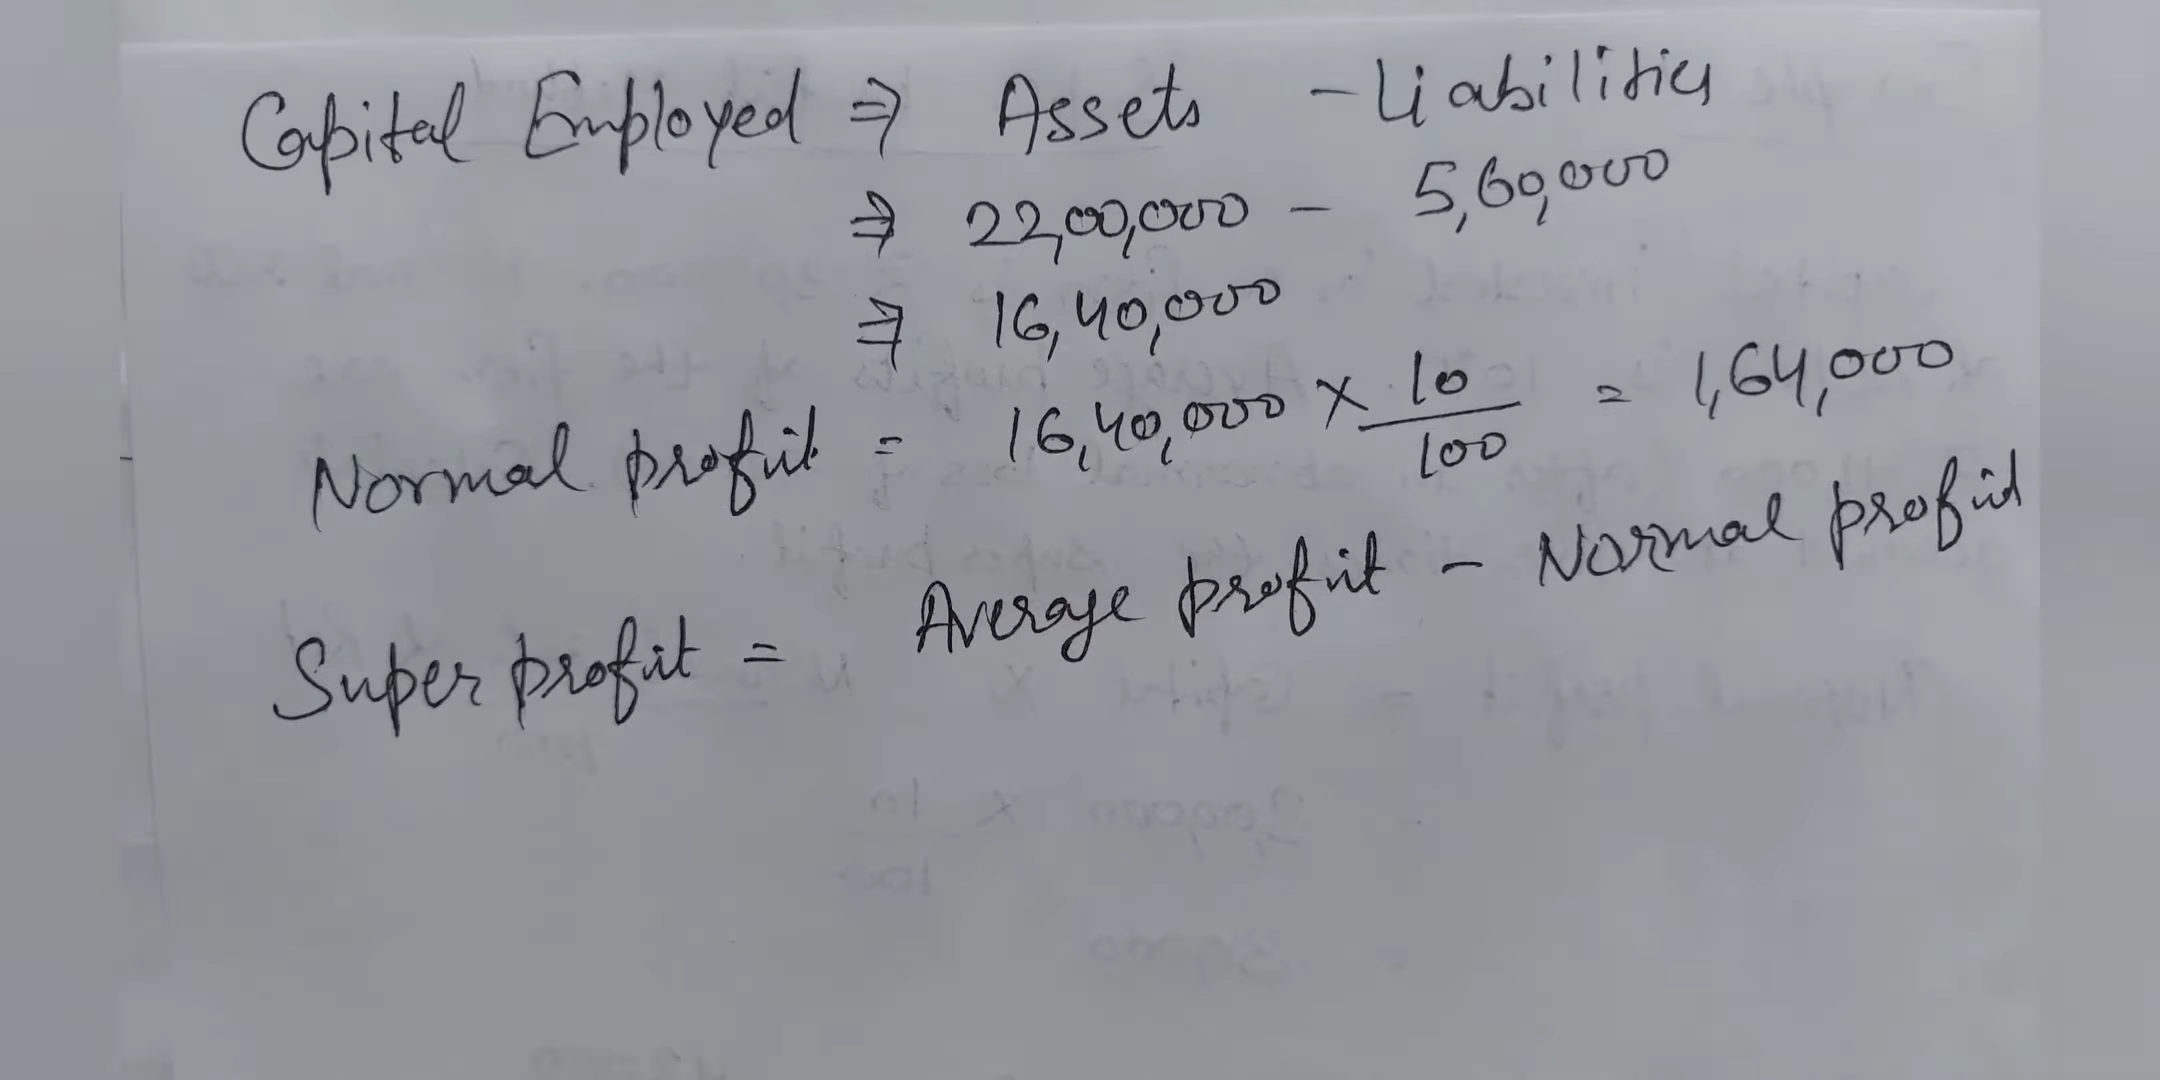 Capital Employed ⇒ Assets - Liabilities
⇒ 22,00,000 - 5,60,000
⇒ 16,40,000
Normal profit = 16,40,000 × 10/100 = 1,64,000
Super profit = Average profit - Normal profit